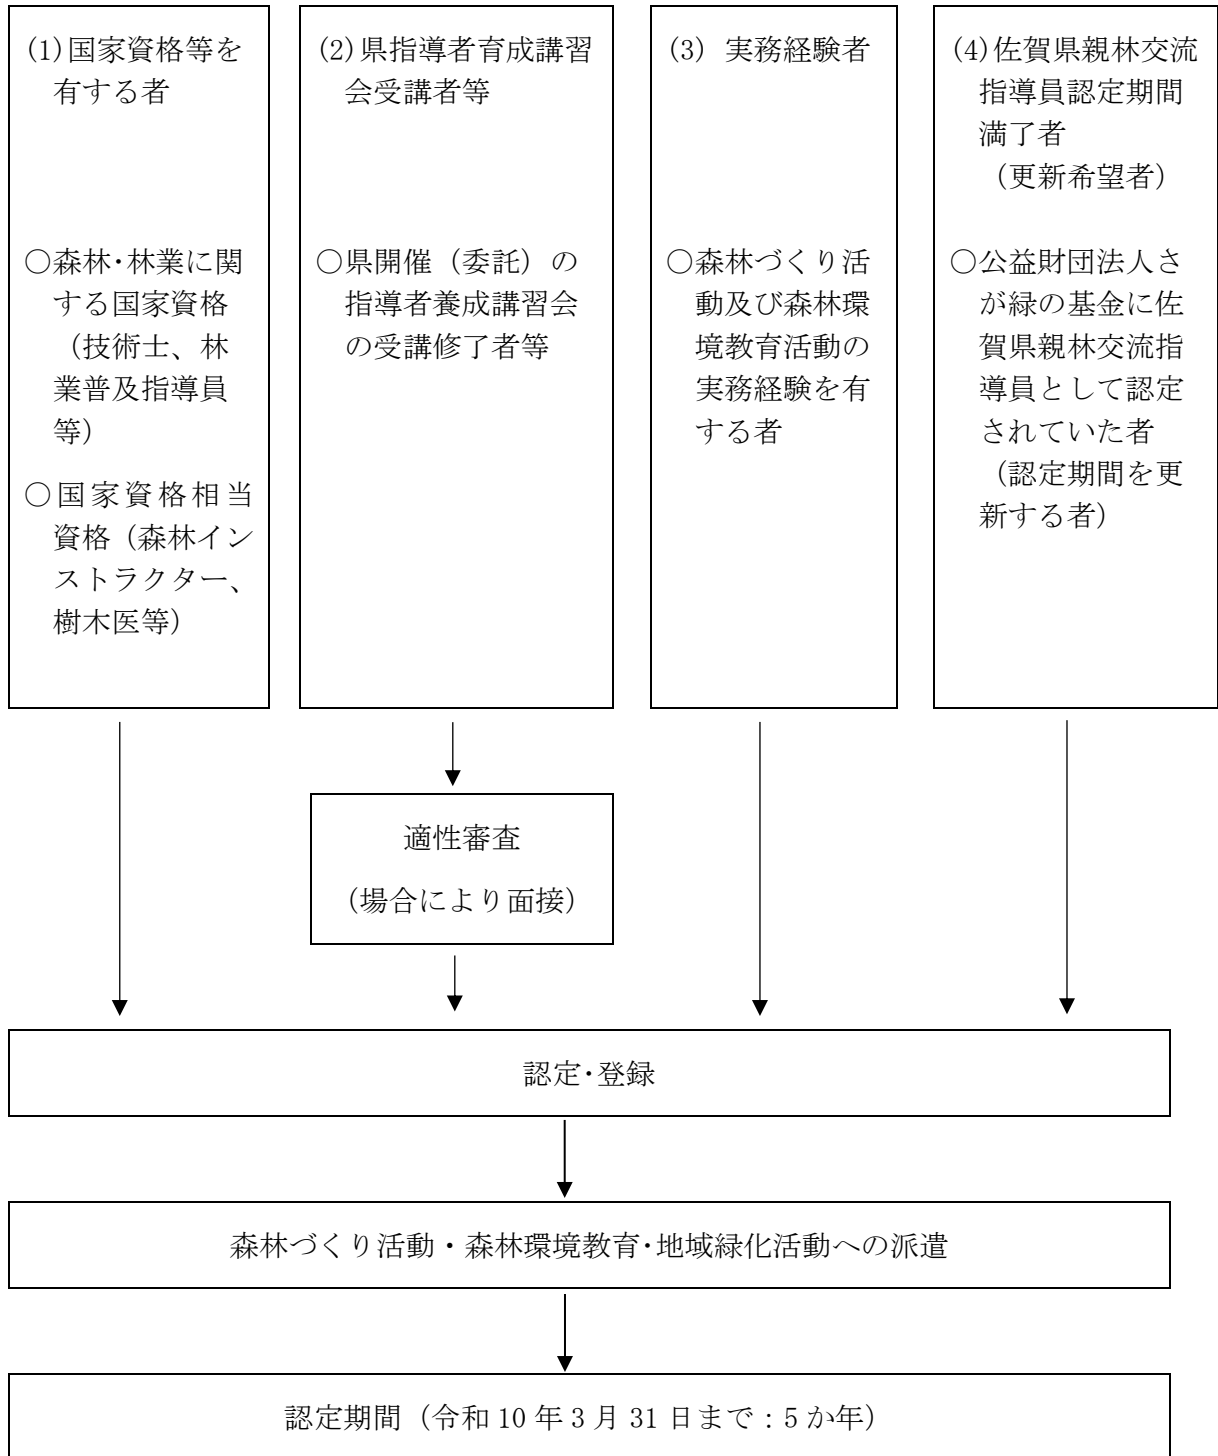 (1)国家資格等を
有する者
○森林・林業に関
する国家資格
（技術士、林
業普及指導員
等）
○国家資格相当
資格（森林イン
ストラクター、
樹木医等）
(2)県指導者育成講習
会受講者等
○県開催（委託）の
指導者養成講習会
の受講修了者等
(3) 実務経験者
○森林づくり活
動及び森林環
境教育活動の
実務経験を有
する者
(4)佐賀県親林交流
指導員認定期間
満了者
（更新希望者）
○公益財団法人さ
が緑の基金に佐
賀県親林交流指
導員として認定
されていた者
（認定期間を更
新する者）
適性審査
（場合により面接）
認定・登録
森林づくり活動・森林環境教育・地域緑化活動への派遣
認定期間（令和 10 年 3 月 31 日まで：5 か年）